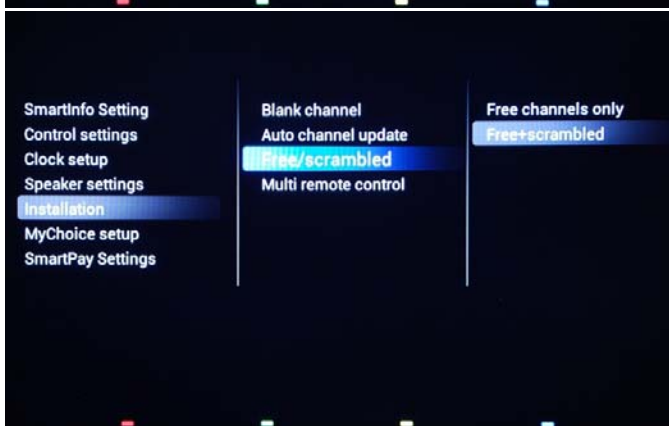 SmartInfo Setting
Control settings
Clock setup
Speaker settings
Installation
MyChoice setup
SmartPay Settings
Blank channel
Auto channel update
Free/scrambled
Multi remote control
Free channels only
Free+scrambled